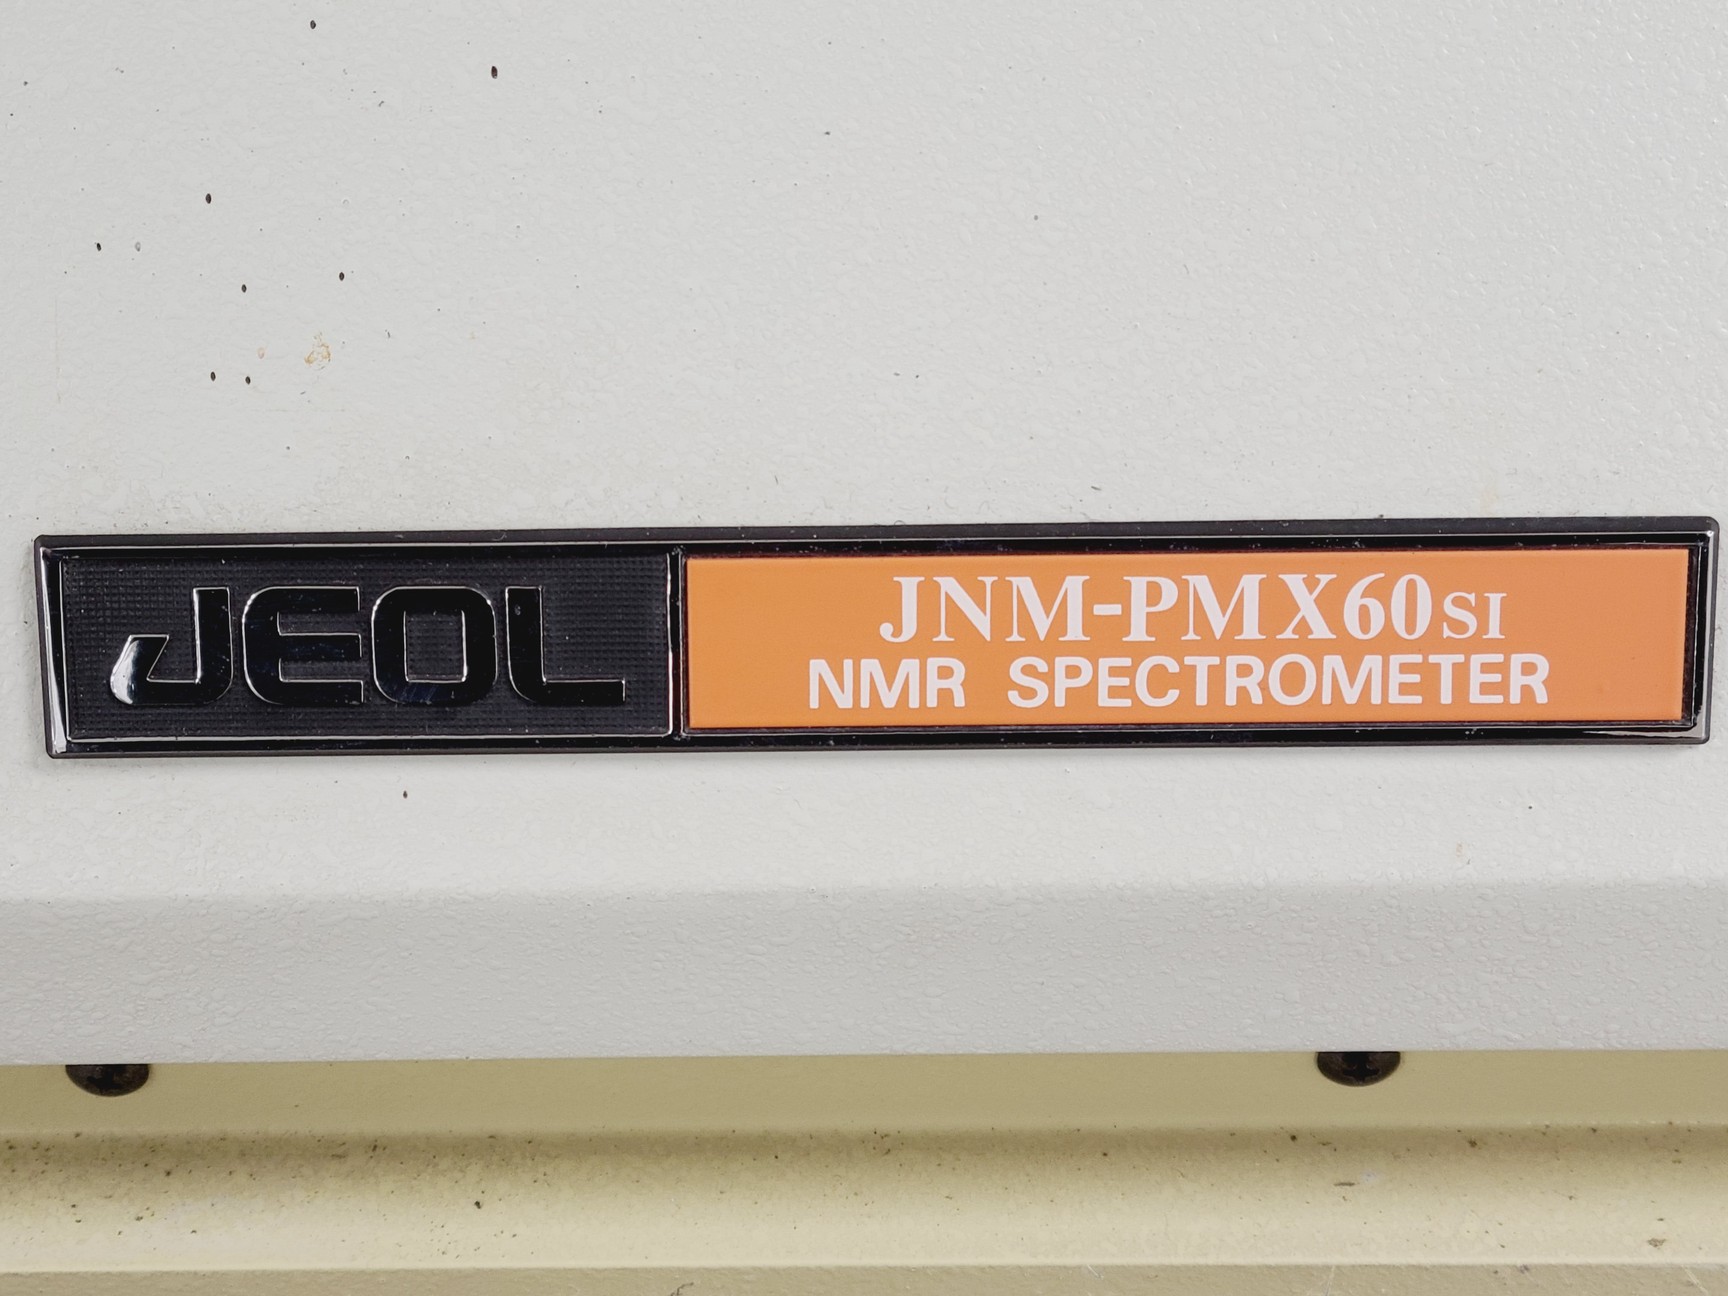 JEOL
JNM-PMX60SI
NMR SPECTROMETER